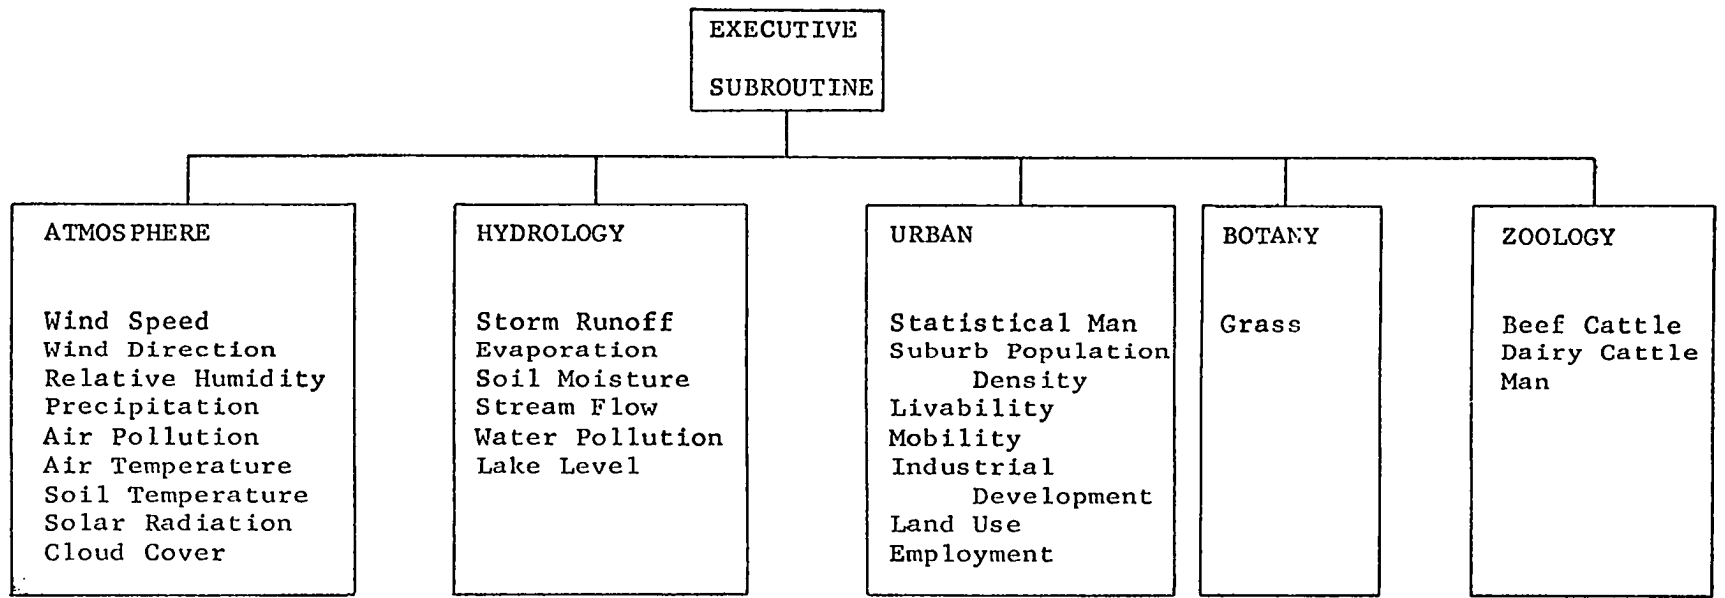 EXECUTIVE
SUBROUTINE
ATMOSPHERE
Wind Speed
Wind Direction
Relative Humidity
Precipitation
Air Pollution
Air Temperature
Soil Temperature
Solar Radiation
Cloud Cover
HYDROLOGY
Storm Runoff
Evaporation
Soil Moisture
Stream Flow
Water Pollution
Lake Level
URBAN
Statistical Man
Suburb Population
Density
Livability
Mobility
Industrial
Development
Land Use
Employment
BOTANY
Grass
ZOOLOGY
Beef Cattle
Dairy Cattle
Man